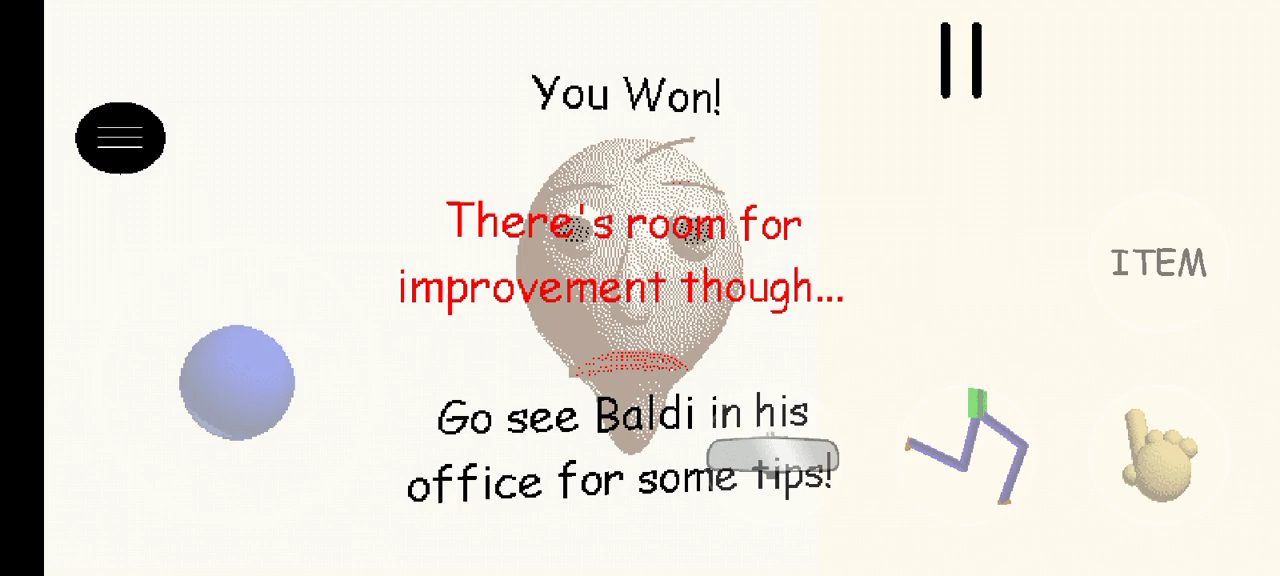 You Won!
There's room for
improvement though...
ITEM
Go see Baldi in his
office for some tips!